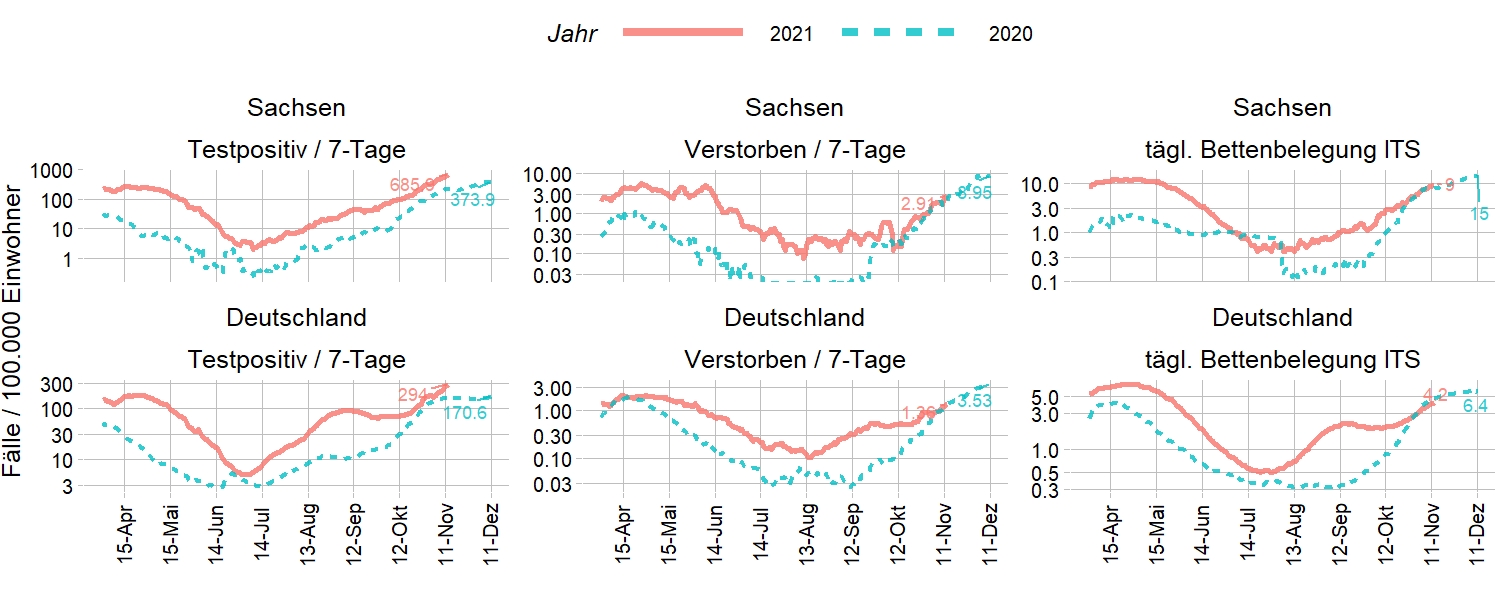 Jahr 2021 2020
Fälle / 100.000 Einwohner
Sachsen
Testpositiv / 7-Tage
1000
100
10
1
685.9
373.9
Sachsen
Verstorben / 7-Tage
10.00
3.00
1.00
0.30
0.10
0.03
2.91
8.95
Sachsen
tägl. Bettenbelegung ITS
10.0
3.0
1.0
0.3
0.1
9
15
Deutschland
Testpositiv / 7-Tage
300
100
30
10
3
294
170.6
15-Apr
15-Mai
14-Jun
14-Jul
13-Aug
12-Sep
12-Okt
11-Nov
11-Dez
Deutschland
Verstorben / 7-Tage
3.00
1.00
0.30
0.10
0.03
3.53
15-Apr
15-Mai
14-Jun
14-Jul
13-Aug
12-Sep
12-Okt
11-Nov
11-Dez
Deutschland
tägl. Bettenbelegung ITS
5.0
3.0
1.0
0.5
0.3
4.2
6.4
15-Apr
15-Mai
14-Jun
14-Jul
13-Aug
12-Sep
12-Okt
11-Nov
11-Dez